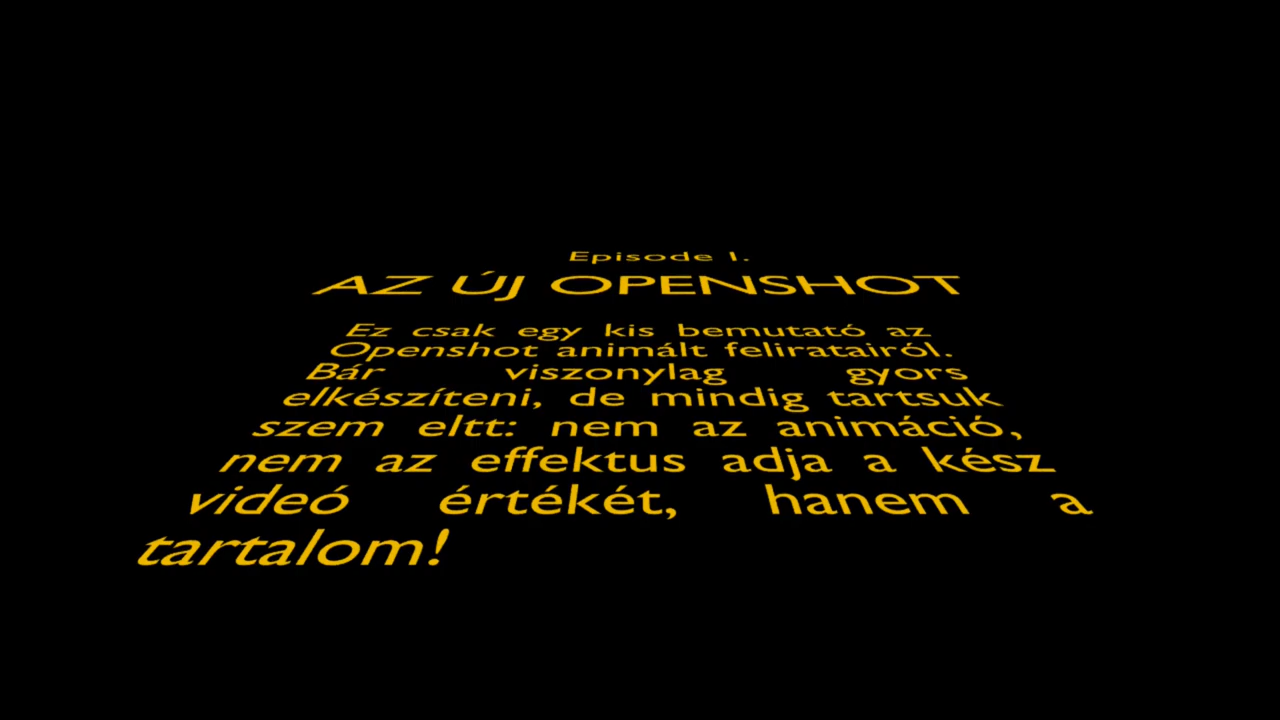 Episode I.
AZ ÚJ OPENSHOT
Ez csak egy kis bemutató az
Openshot animált feliratairól.
Bár viszonylag gyors
elkészíteni, de mindig tartsuk
szem eltt: nem az animáció,
nem az effektus adja a kész
videó értékét, hanem a
tartalom!